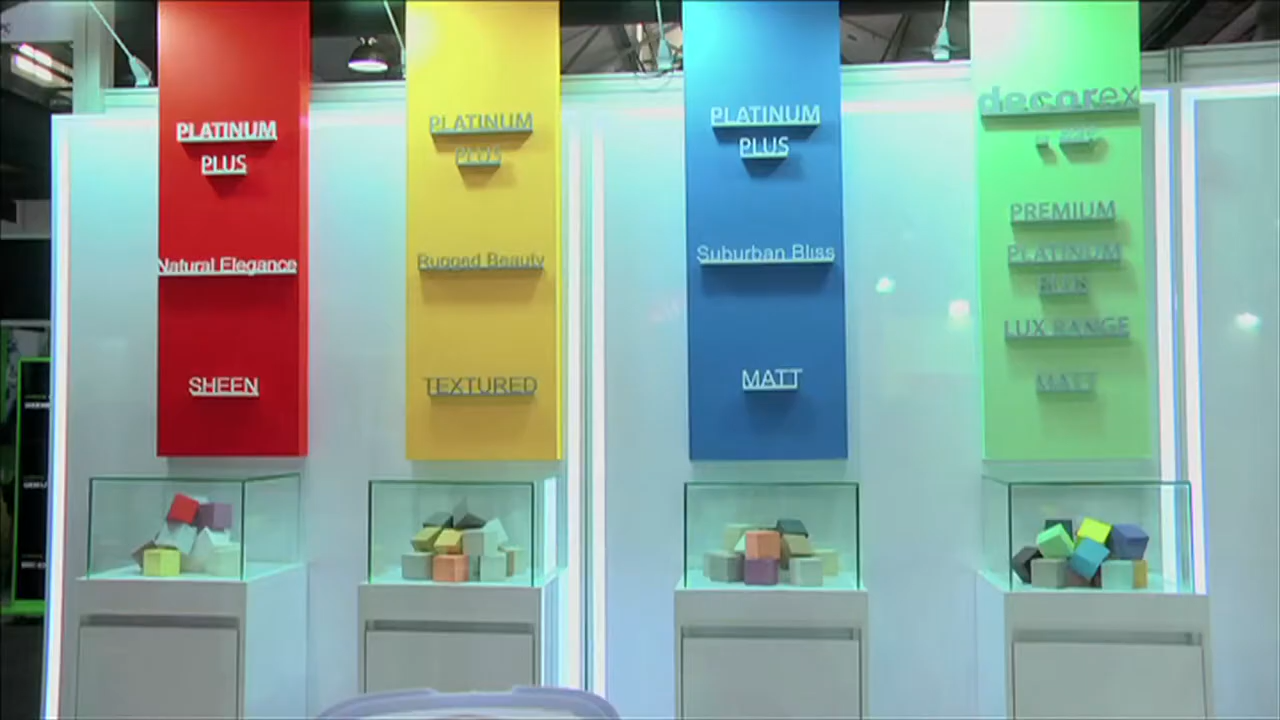 PLATINUM
PLUS
Natural Elegance
SHEEN
PLATINUM
PLUS
Rugged Beauty
TEXTURED
PLATINUM
PLUS
Suburban Bliss
MATT
decorex
PREMIUM
PLATINUM
PLUS
LUX RANGE
MATT